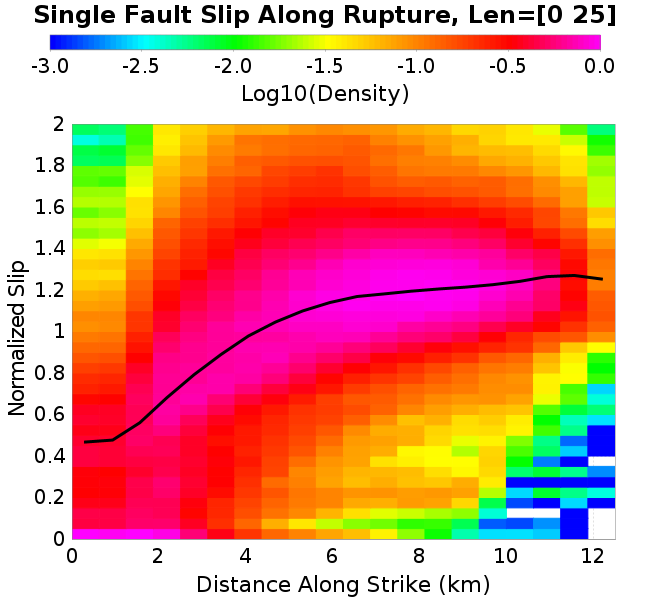 Single Fault Slip Along Rupture, Len=[0 25]
-3.0 -2.5 -2.0 -1.5 -1.0 -0.5 0.0
Log10(Density)
2
1.8
1.6
1.4
1.2
1
0.8
0.6
0.4
0.2
0
Normalized Slip
0 2 4 6 8 10 12
Distance Along Strike (km)